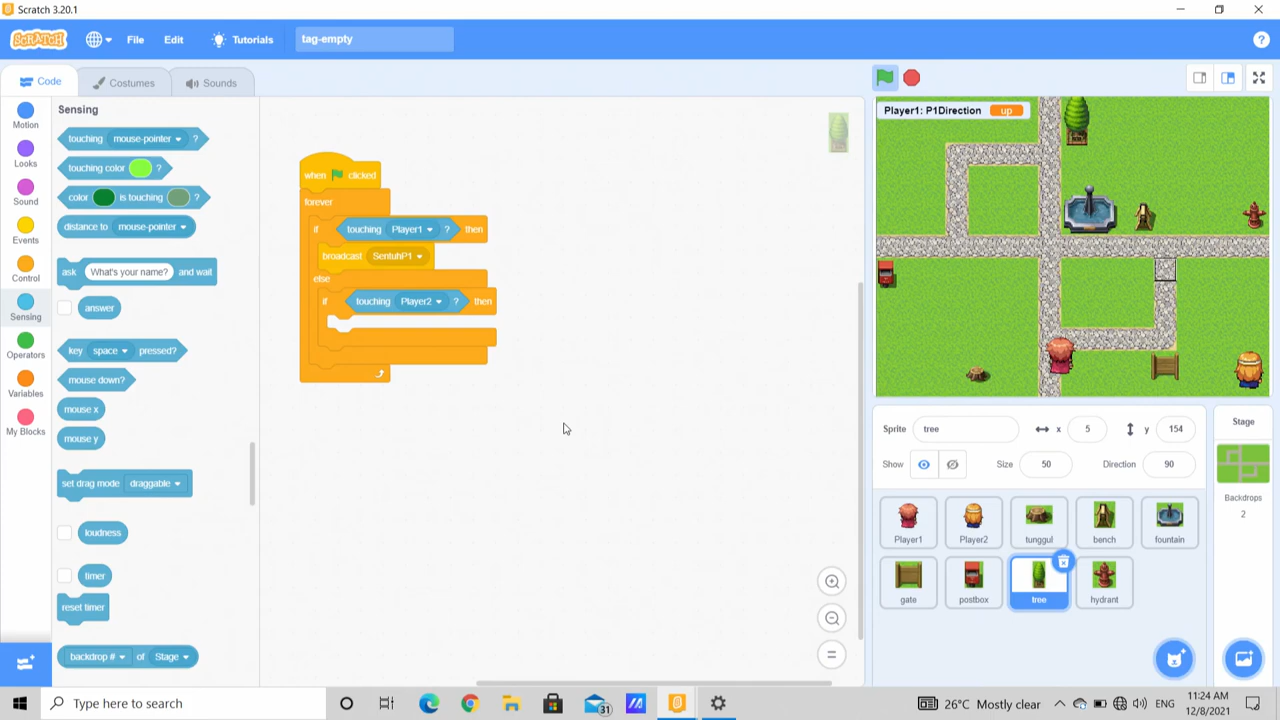 Scratch 3.20.1
SCRATCH
File
Edit
Tutorials
tag-empty
?
Code
Costumes
Sounds
Motion
Looks
Sound
Events
Control
Sensing
Operators
Variables
My Blocks
Sensing
touching mouse-pointer ?
touching color ?
color is touching ?
distance to mouse-pointer
ask What's your name? and wait
answer
key space pressed?
mouse down?
mouse x
mouse y
set drag mode draggable
loudness
timer
reset timer
backdrop # of Stage
when clicked
forever
if touching Player1 ? then
broadcast SentuhP1
else
if touching Player2 ? then
Player1: P1Direction up
Sprite tree x 5 y 154
Show Size 50 Direction 90
Player1
Player2
tunggul
bench
fountain
gate
postbox
tree
hydrant
Stage
Backdrops
2
Type here to search
31
26°C Mostly clear
ENG
11:24 AM
12/8/2021